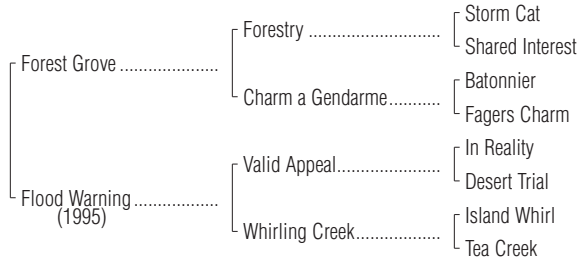 Storm Cat
Forestry ............................
Shared Interest
Forest Grove .....................
Batonnier
Charm a Gendarme...........
Fagers Charm
In Reality
Valid Appeal......................
Desert Trial
Flood Warning..................
(1995)
Island Whirl
Whirling Creek..................
Tea Creek